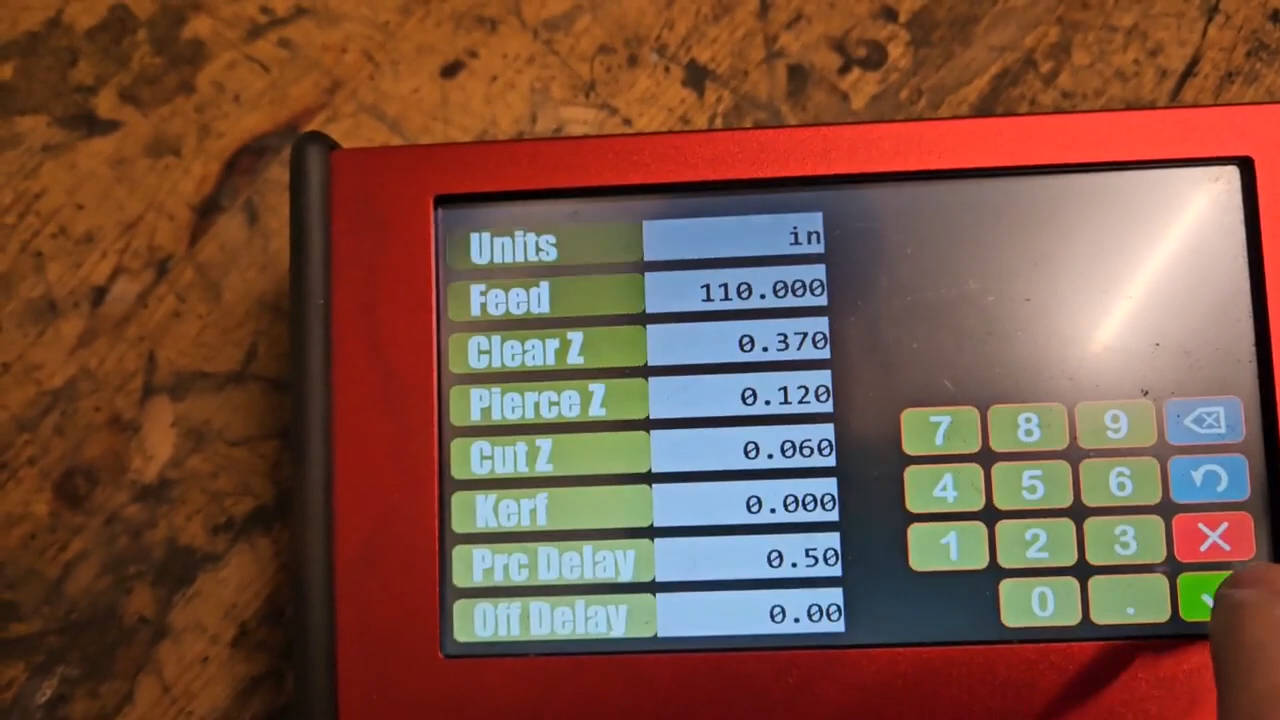 Units in
Feed 110.000
Clear Z 0.370
Pierce Z 0.120
Cut Z 0.060
Kerf 0.000
Prc Delay 0.50
Off Delay 0.00
7 8 9
4 5 6
1 2 3
0 .